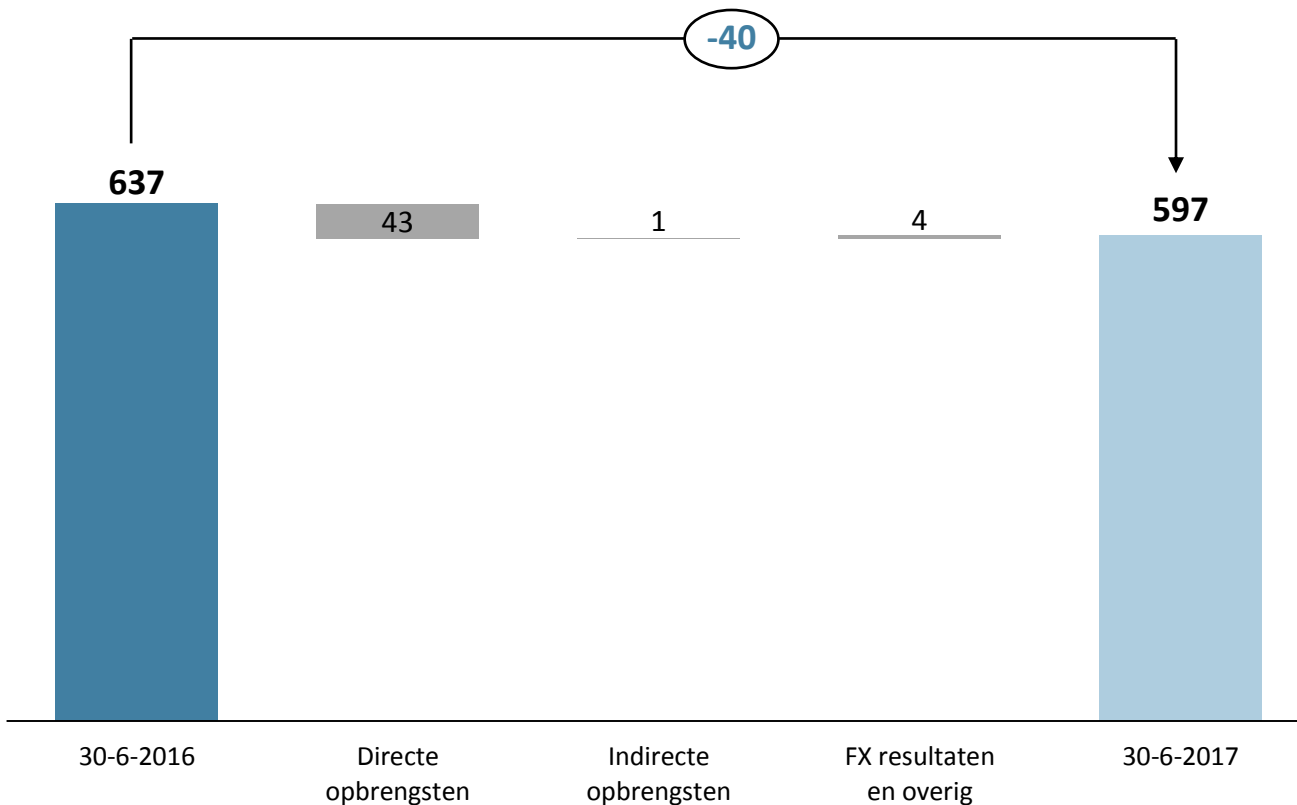 -40
637
43
1
4
597
30-6-2016
Directe
opbrengsten
Indirecte
opbrengsten
FX resultaten
en overig
30-6-2017